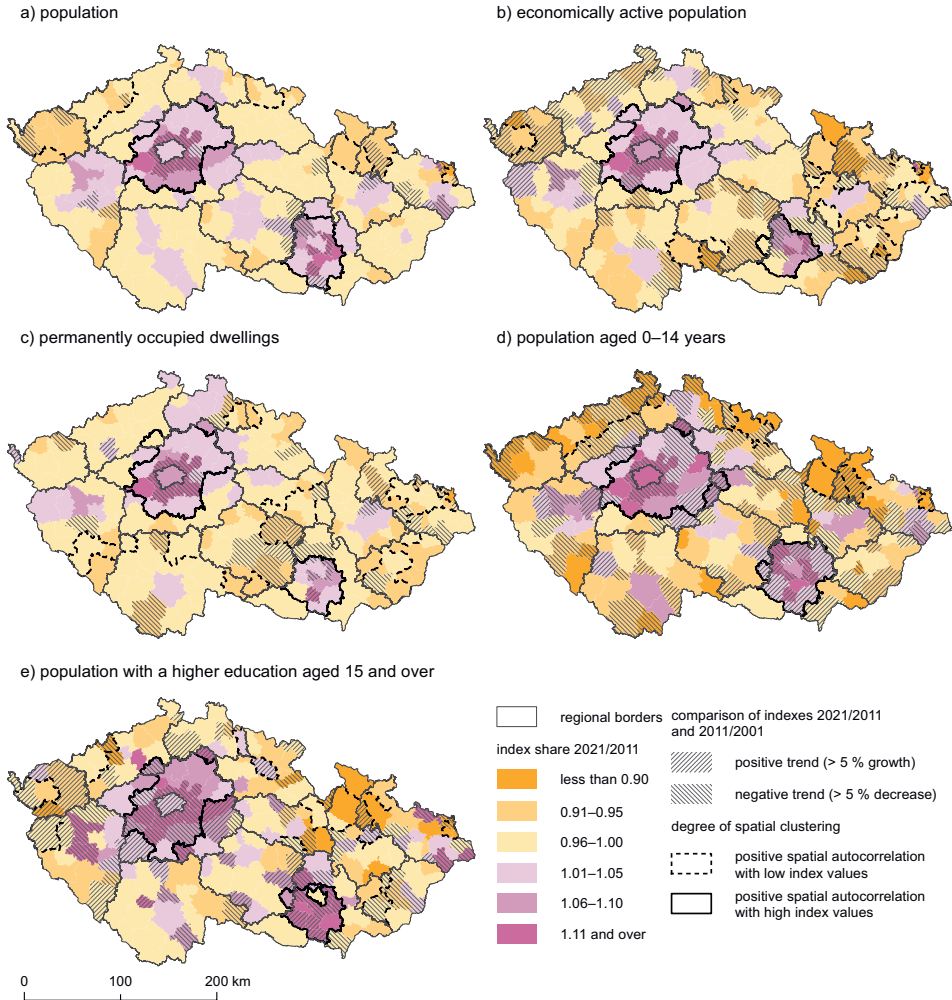 a) population
b) economically active population
c) permanently occupied dwellings
d) population aged 0–14 years
e) population with a higher education aged 15 and over
regional borders
index share 2021/2011
less than 0.90
0.91–0.95
0.96–1.00
1.01–1.05
1.06–1.10
1.11 and over
comparison of indexes 2021/2011
and 2011/2001
positive trend (> 5 % growth)
negative trend (> 5 % decrease)
degree of spatial clustering
positive spatial autocorrelation
with low index values
positive spatial autocorrelation
with high index values
0 100 200 km